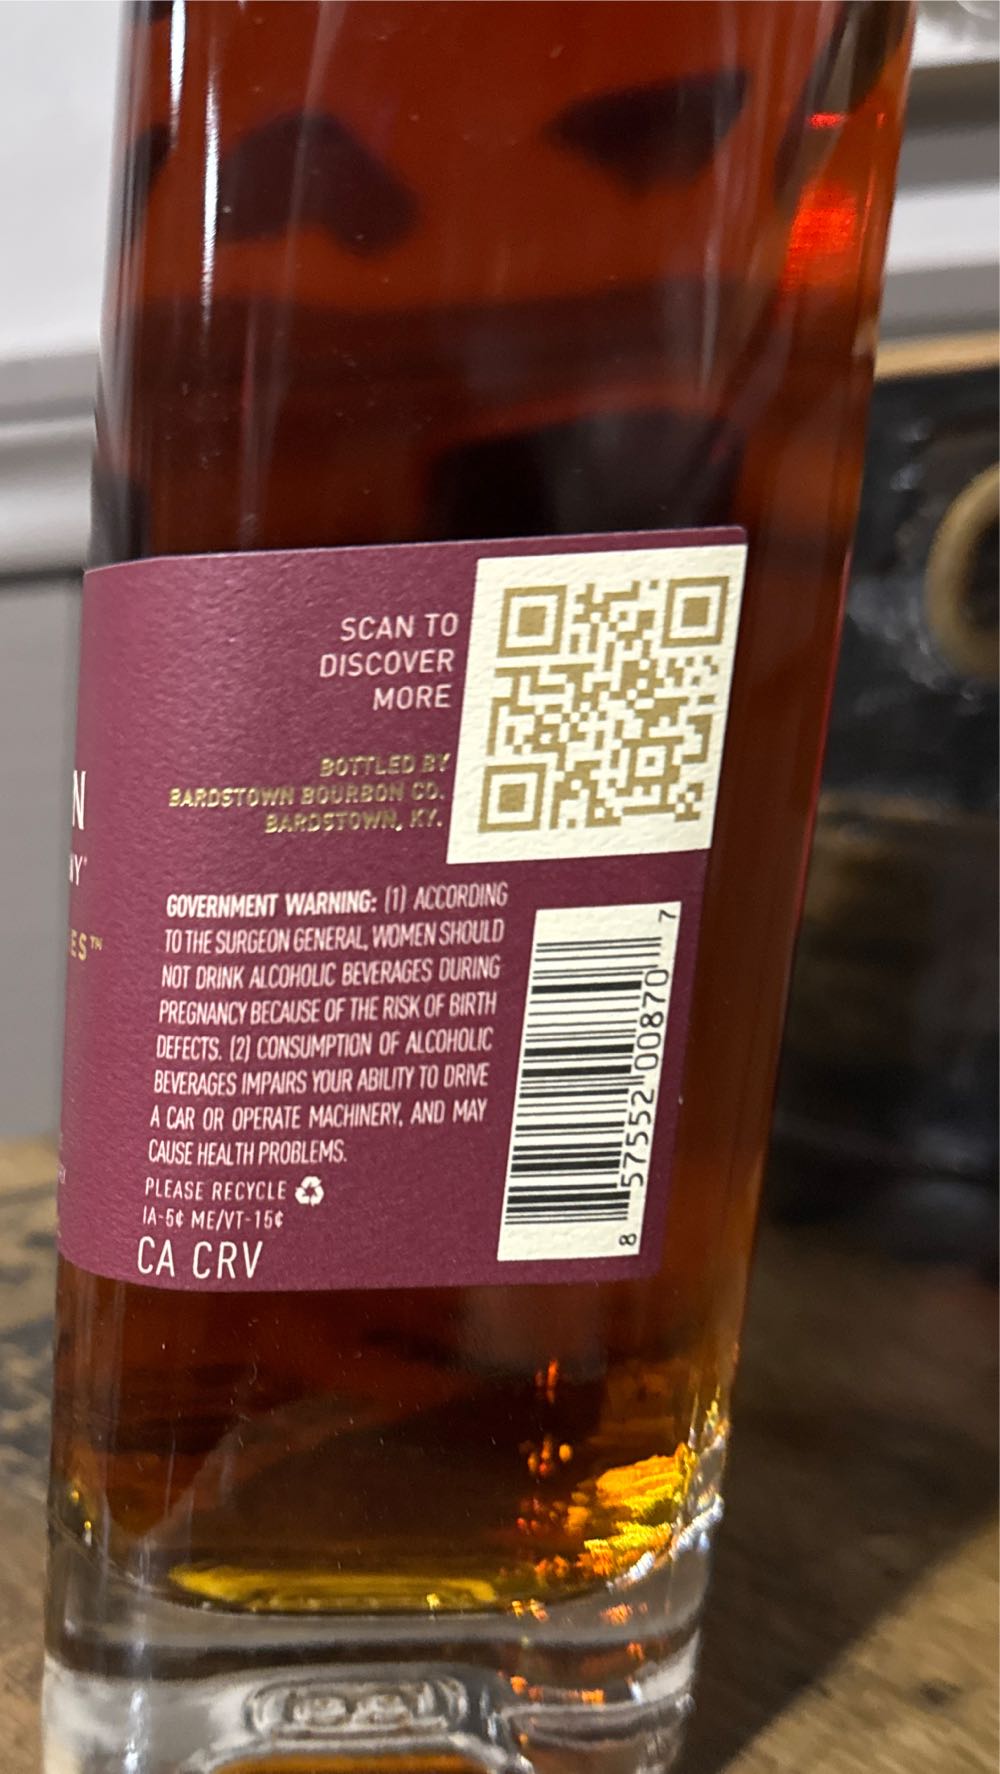 SCAN TO
DISCOVER
MORE
BOTTLED BY
BARDSTOWN BOURBON CO.
BARDSTOWN, KY.
N
NY
ES™
GOVERNMENT WARNING: (1) ACCORDING
TO THE SURGEON GENERAL, WOMEN SHOULD
NOT DRINK ALCOHOLIC BEVERAGES DURING
PREGNANCY BECAUSE OF THE RISK OF BIRTH
DEFECTS. (2) CONSUMPTION OF ALCOHOLIC
BEVERAGES IMPAIRS YOUR ABILITY TO DRIVE
A CAR OR OPERATE MACHINERY, AND MAY
CAUSE HEALTH PROBLEMS.
PLEASE RECYCLE
IA-5¢ ME/VT-15¢
CA CRV
8 57552 00870 7